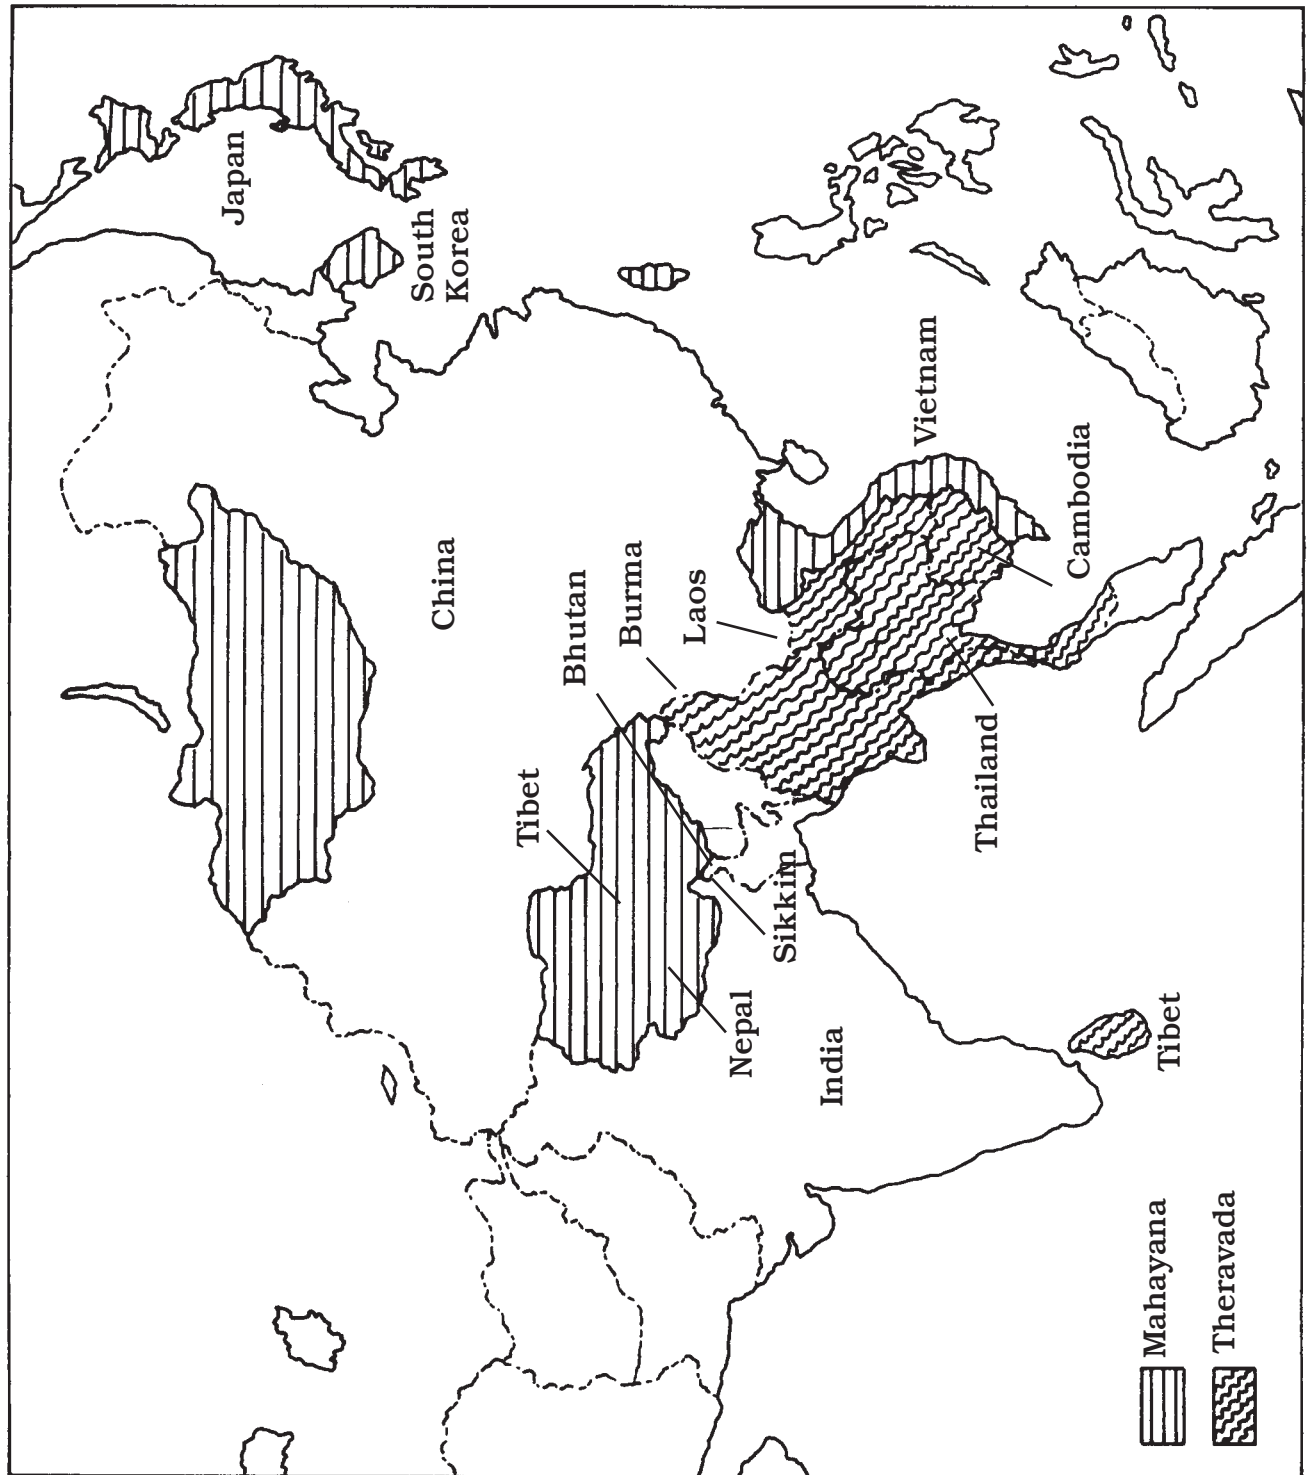 Japan
South
Korea
China
Vietnam
Cambodia
Laos
Burma
Bhutan
Tibet
Thailand
Sikkim
Nepal
India
Tibet
Mahayana
Theravada